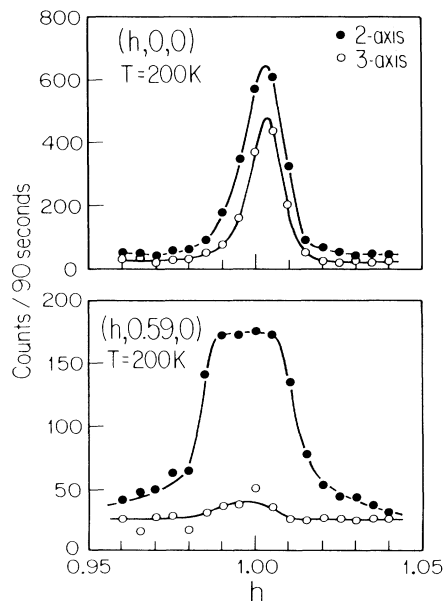 800
600
400
200
0
(h,0,0)
T=200K
2-axis
3-axis
Counts / 90 seconds
200
150
100
50
0
(h,0.59,0)
T=200K
0.95
1.00
1.05
h